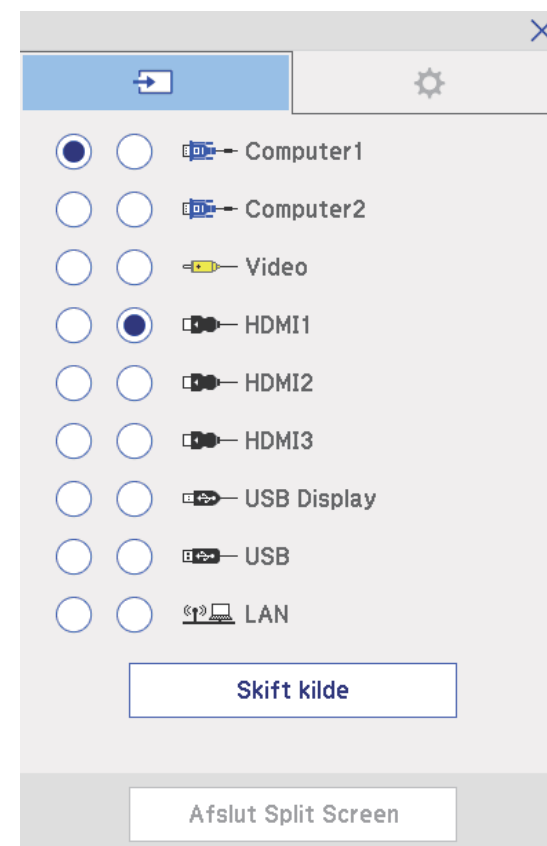 Computer1
Computer2
Video
HDMI1
HDMI2
HDMI3
USB Display
USB
LAN
Skift kilde
Afslut Split Screen